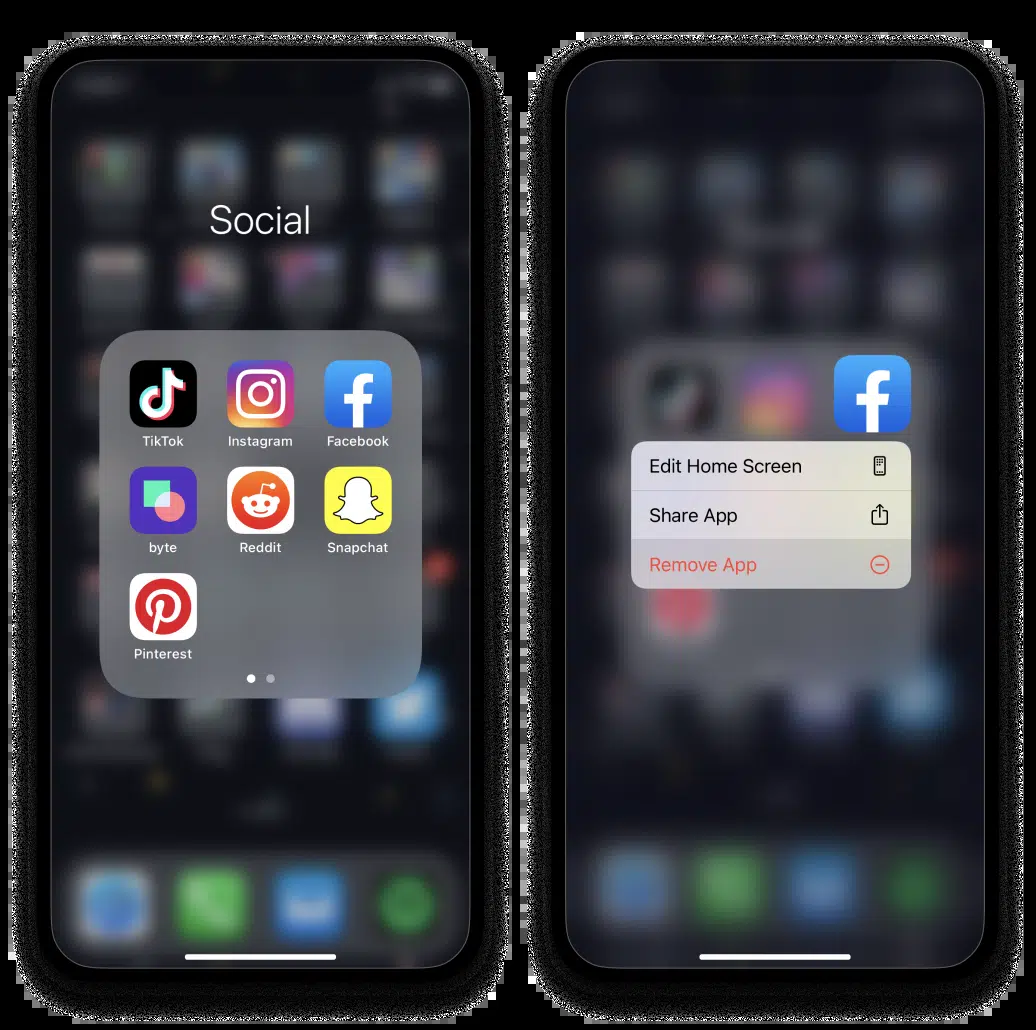 Social
TikTok
Instagram
Facebook
byte
Reddit
Snapchat
Pinterest
Edit Home Screen
Share App
Remove App